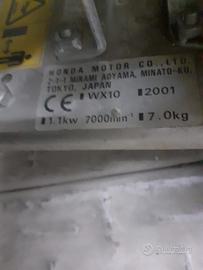 HONDA MOTOR CO., LTD.
2-1-1 MINAMI AOYAMA, MINATO-KU,
TOKYO, JAPAN
CE WX10 2001
1.1kw 7000min⁻¹ 7.0kg
subito